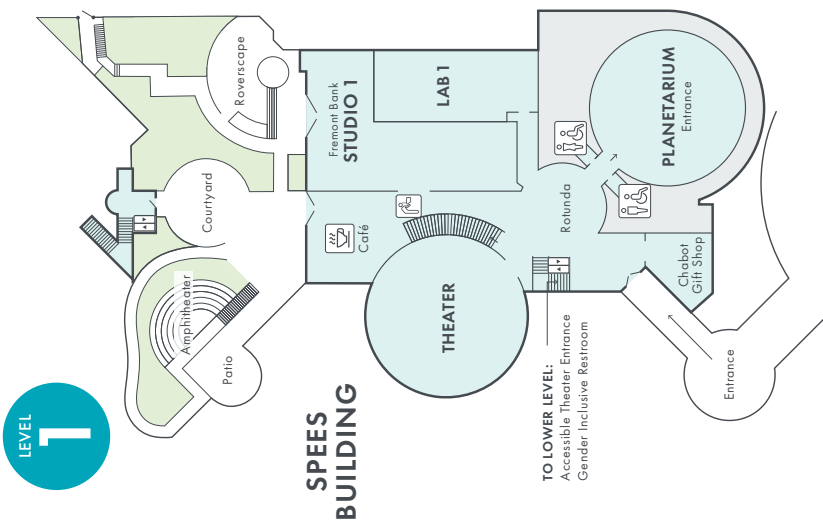 LEVEL
1
SPEES
BUILDING
Roverscape
Courtyard
Amphitheater
Patio
Fremont Bank
STUDIO 1
LAB 1
Café
THEATER
PLANETARIUM
Entrance
Rotunda
Chabot
Gift Shop
Entrance
TO LOWER LEVEL:
Accessible Theater Entrance
Gender Inclusive Restroom